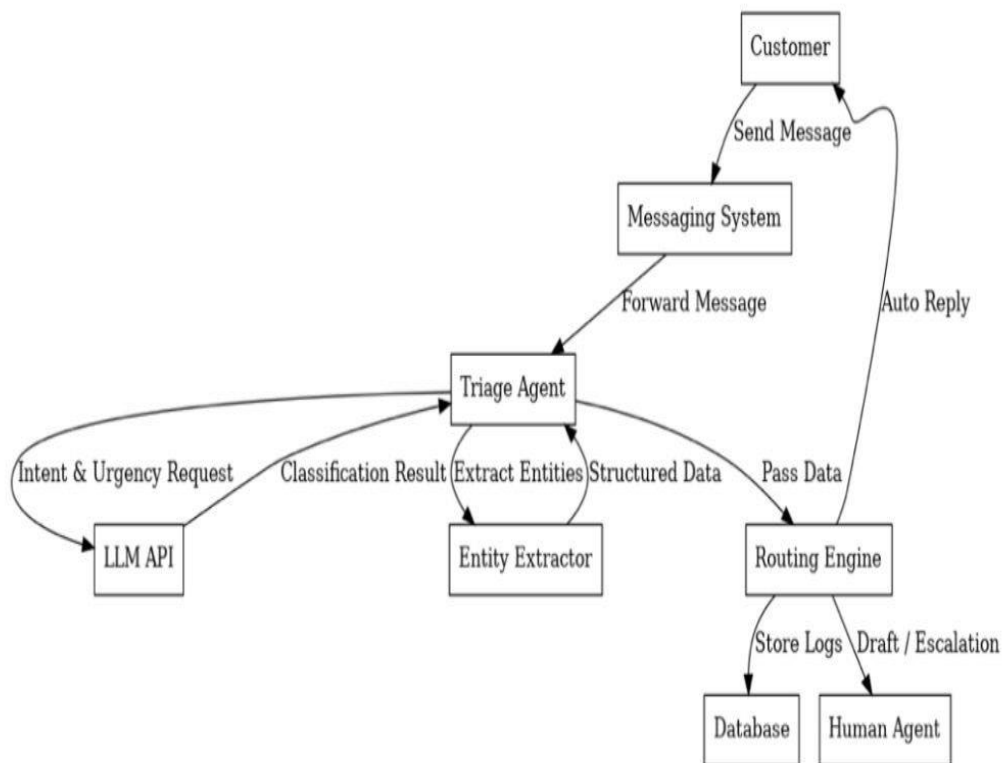 Customer
Send Message
Messaging System
Forward Message
Auto Reply
Triage Agent
Intent & Urgency Request
Classification Result
Extract Entities
Structured Data
Pass Data
LLM API
Entity Extractor
Routing Engine
Store Logs
Draft / Escalation
Database
Human Agent